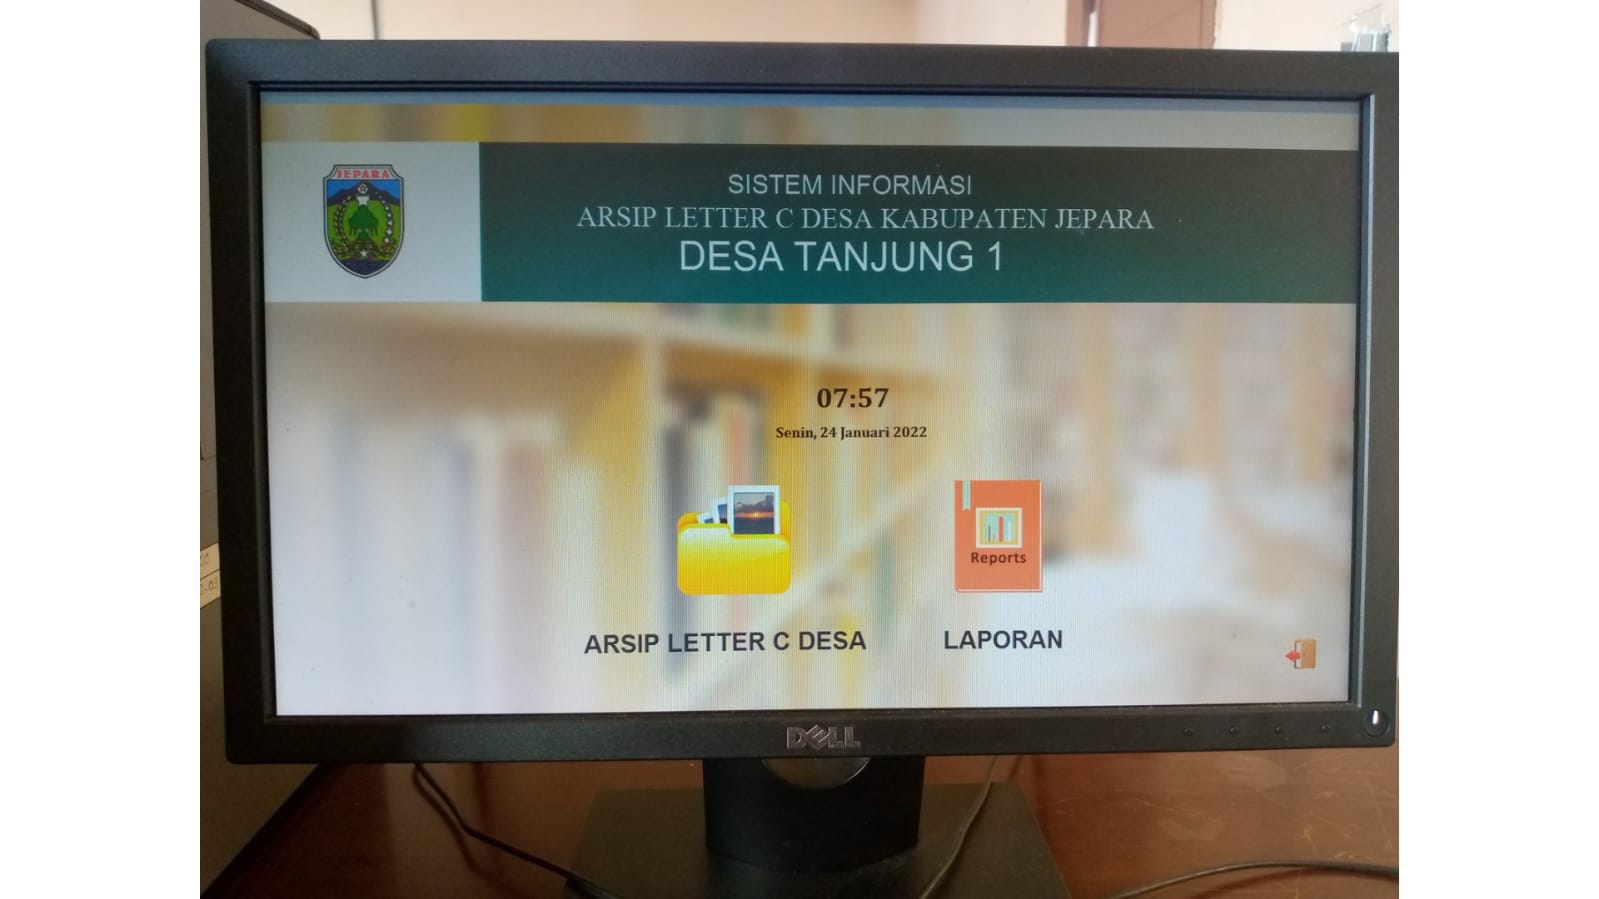 JEPARA
SISTEM INFORMASI
ARSIP LETTER C DESA KABUPATEN JEPARA
DESA TANJUNG 1
07:57
Senin, 24 Januari 2022
Reports
ARSIP LETTER C DESA
LAPORAN
DELL